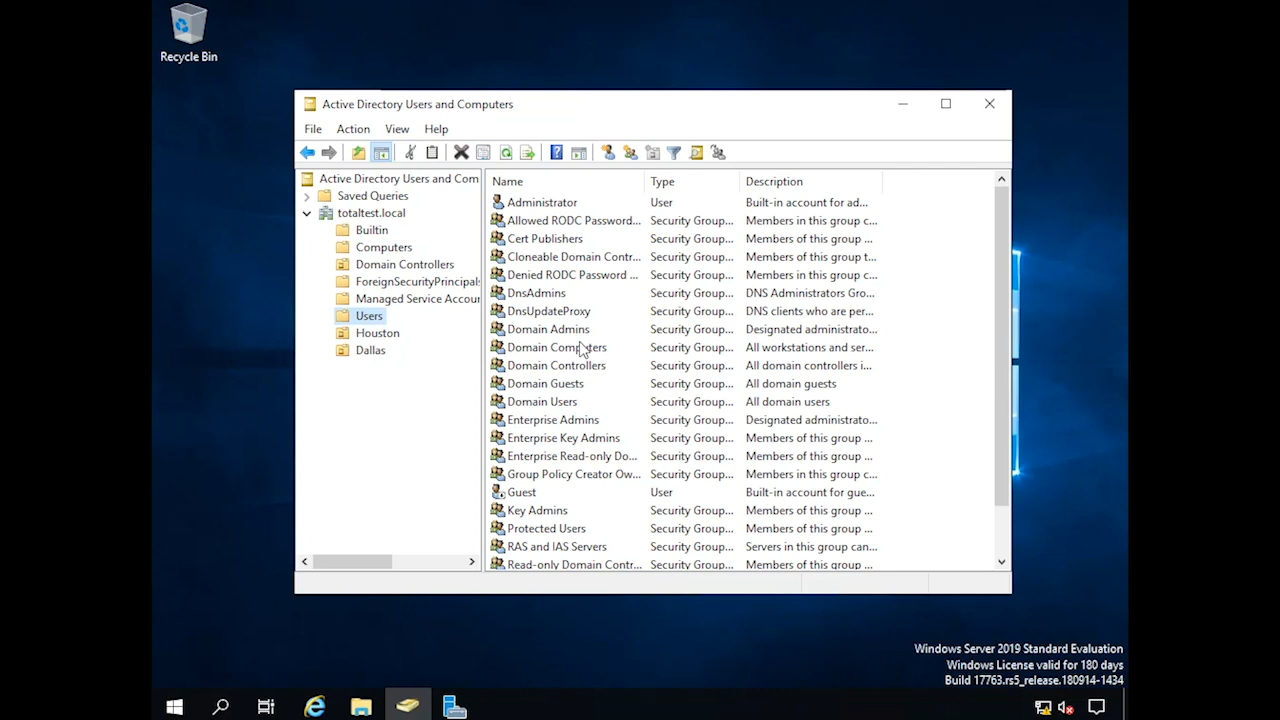 Recycle Bin
Active Directory Users and Computers
File Action View Help
Active Directory Users and Com
Saved Queries
totaltest.local
Builtin
Computers
Domain Controllers
ForeignSecurityPrincipals
Managed Service Accour
Users
Houston
Dallas
Name Type Description
Administrator User Built-in account for ad...
Allowed RODC Password... Security Group... Members in this group c...
Cert Publishers Security Group... Members of this group ...
Cloneable Domain Contr... Security Group... Members of this group t...
Denied RODC Password ... Security Group... Members in this group c...
DnsAdmins Security Group... DNS Administrators Gro...
DnsUpdateProxy Security Group... DNS clients who are per...
Domain Admins Security Group... Designated administrato...
Domain Computers Security Group... All workstations and ser...
Domain Controllers Security Group... All domain controllers i...
Domain Guests Security Group... All domain guests
Domain Users Security Group... All domain users
Enterprise Admins Security Group... Designated administrato...
Enterprise Key Admins Security Group... Members of this group ...
Enterprise Read-only Do... Security Group... Members of this group ...
Group Policy Creator Ow... Security Group... Members in this group c...
Guest User Built-in account for gue...
Key Admins Security Group... Members of this group ...
Protected Users Security Group... Members of this group ...
RAS and IAS Servers Security Group... Servers in this group can...
Read-only Domain Contr... Security Group... Members of this group ...
Windows Server 2019 Standard Evaluation
Windows License valid for 180 days
Build 17763.rs5_release.180914-1434